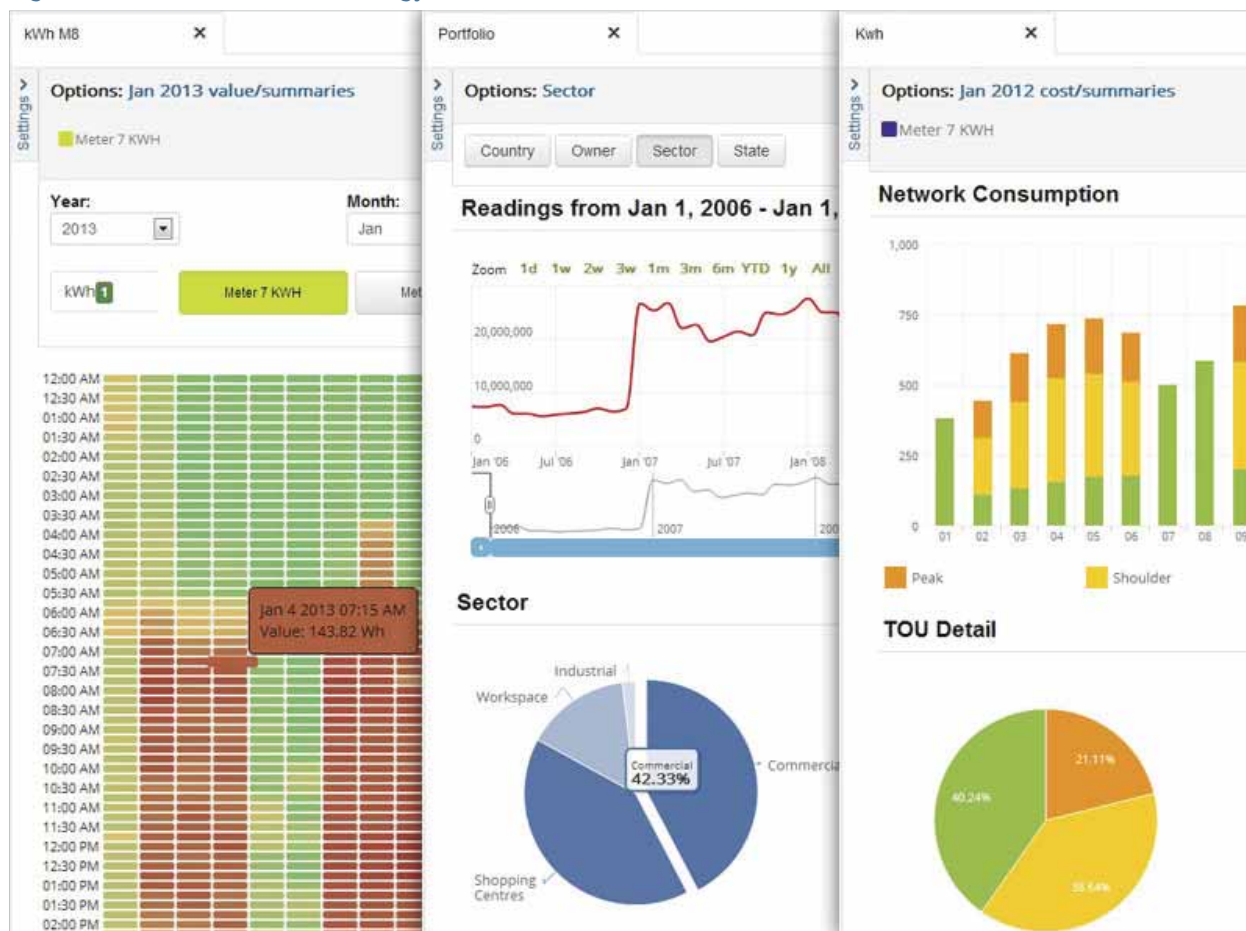 kWh M8
×
Settings
Options: Jan 2013 value/summaries
Meter 7 KWH
Year:
Month:
2013
Jan
kWh 1
Meter 7 KWH
12:00 AM
12:30 AM
01:00 AM
01:30 AM
02:00 AM
02:30 AM
03:00 AM
03:30 AM
04:00 AM
04:30 AM
05:00 AM
05:30 AM
06:00 AM
06:30 AM
07:00 AM
07:30 AM
08:00 AM
08:30 AM
09:00 AM
09:30 AM
10:00 AM
10:30 AM
11:00 AM
11:30 AM
12:00 PM
12:30 PM
01:00 PM
01:30 PM
02:00 PM
Jan 4 2013 07:15 AM
Value: 143.82 Wh
Portfolio
×
Settings
Options: Sector
Country Owner Sector State
Readings from Jan 1, 2006 - Jan 1,
Zoom 1d 1w 2w 3w 1m 3m 6m YTD 1y All
20,000,000
10,000,000
0
Jan '06 Jul '06 Jan '07 Jul '07 Jan '08
2006 2007 200
Sector
Industrial
Workspace
Commercial
42.33%
Commercia
Shopping
Centres
Kwh
×
Settings
Options: Jan 2012 cost/summaries
Meter 7 KWH
Network Consumption
1,000
750
500
250
0
01 02 03 04 05 06 07 08 09
Peak Shoulder
TOU Detail
21.11%
40.24%